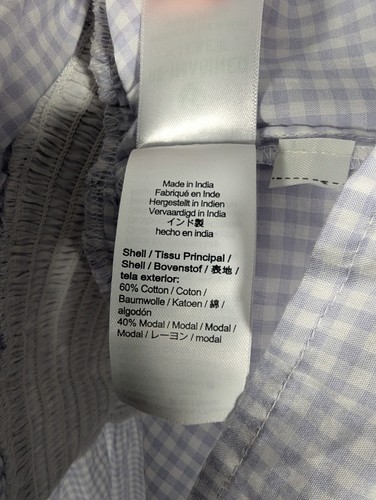 Made in India
Fabriqué en Inde
Hergestellt in Indien
Vervaardigd in India
インド製
hecho en india
Shell / Tissu Principal /
Shell / Bovenstof / 表地 /
tela exterior:
60% Cotton / Coton /
Baumwolle / Katoen / 綿 /
algodón
40% Modal / Modal / Modal /
Modal / レーヨン / modal